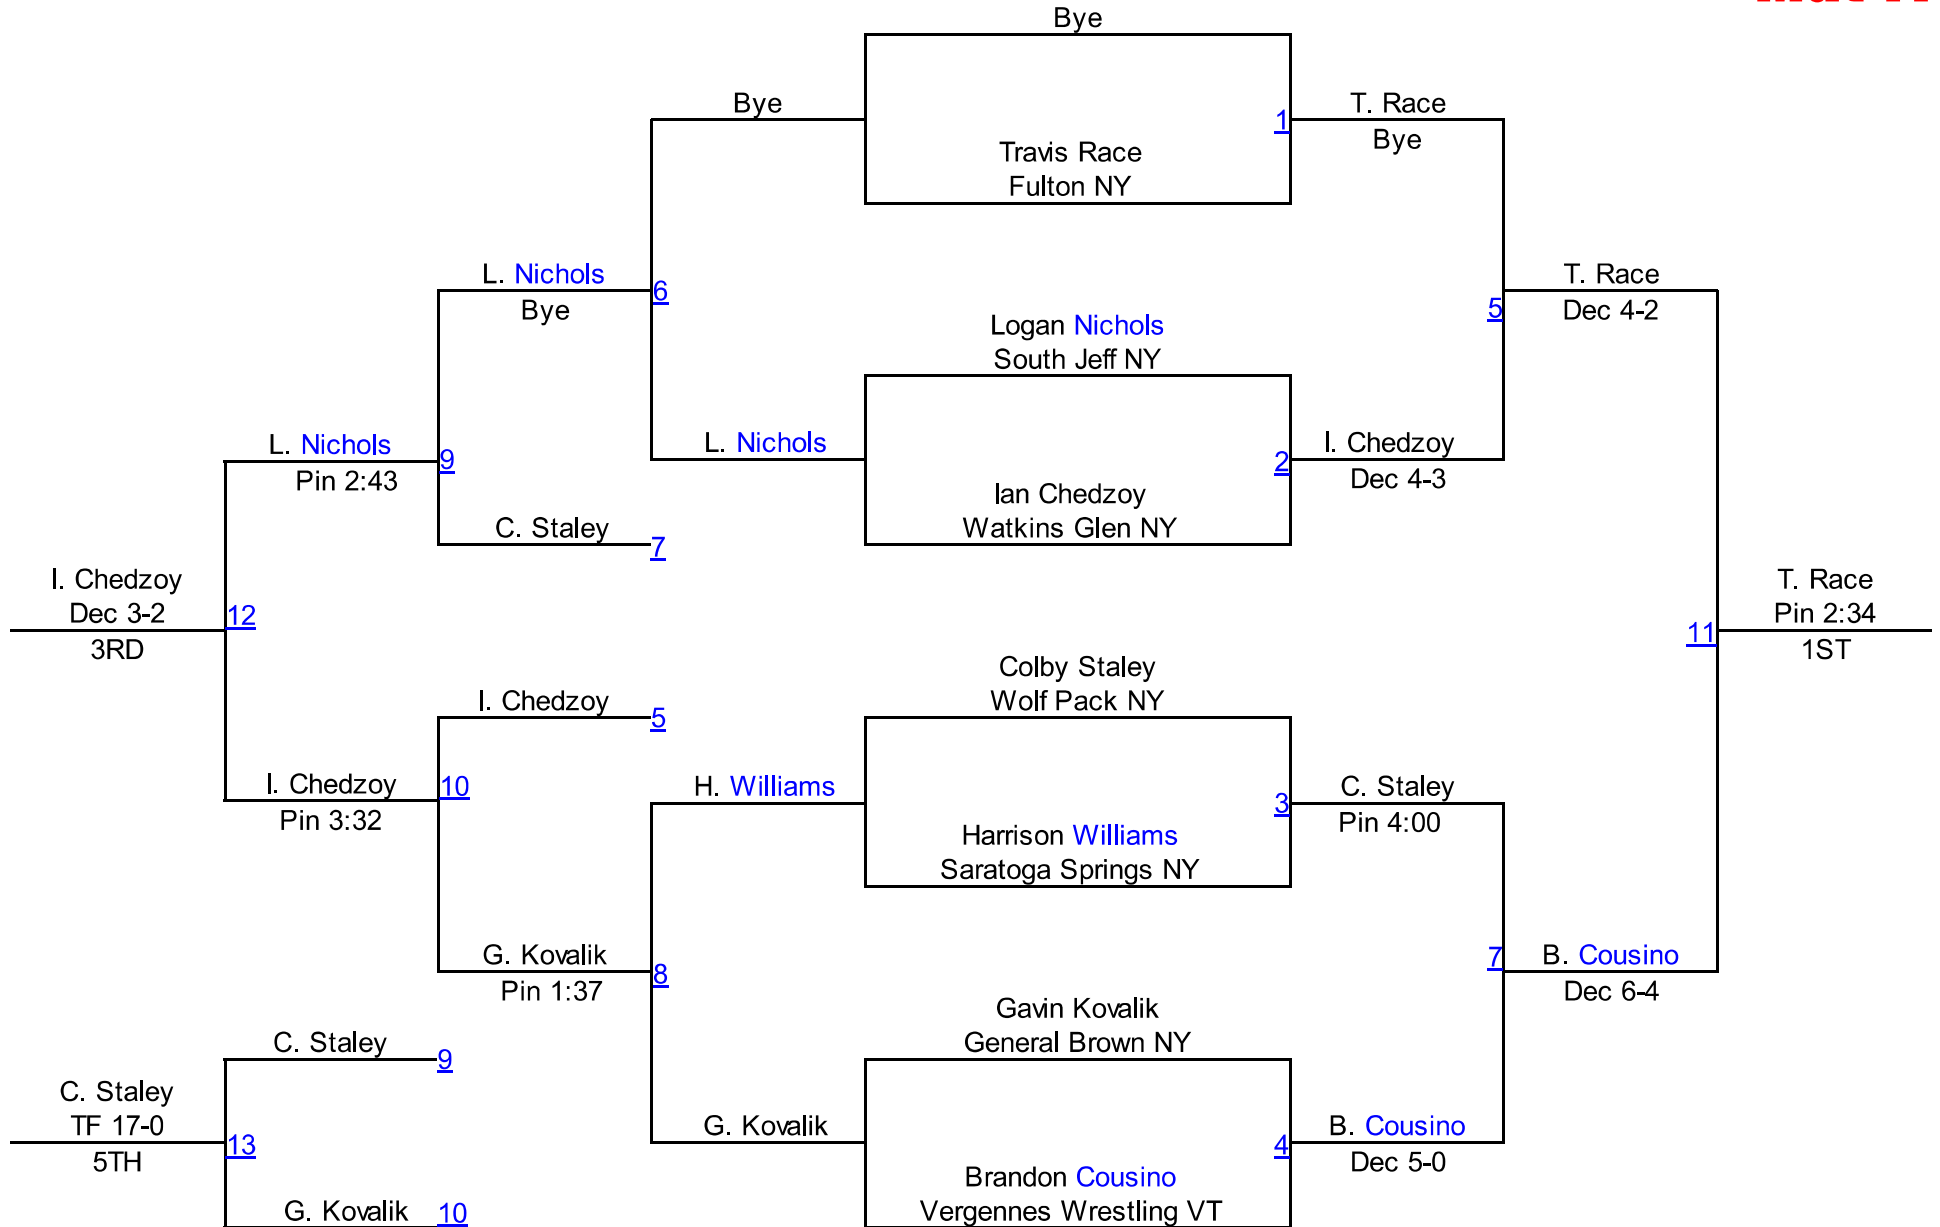 Bye
Bye
T. Race
1
Bye
Travis Race
Fulton NY
L. Nichols
T. Race
6
Bye
5
Dec 4-2
Logan Nichols
South Jeff NY
L. Nichols
L. Nichols
I. Chedzoy
9
2
Pin 2:43
Dec 4-3
Ian Chedzoy
Watkins Glen NY
C. Staley
7
I. Chedzoy
T. Race
Dec 3-2
12
Pin 2:34
11
3RD
1ST
Colby Staley
Wolf Pack NY
I. Chedzoy
5
I. Chedzoy
10
H. Williams
C. Staley
3
Pin 3:32
Pin 4:00
Harrison Williams
Saratoga Springs NY
G. Kovalik
7
B. Cousino
8
Pin 1:37
Dec 6-4
Gavin Kovalik
General Brown NY
C. Staley
9
C. Staley
TF 17-0
13
G. Kovalik
B. Cousino
4
5TH
Dec 5-0
Brandon Cousino
Vergennes Wrestling VT
G. Kovalik
10